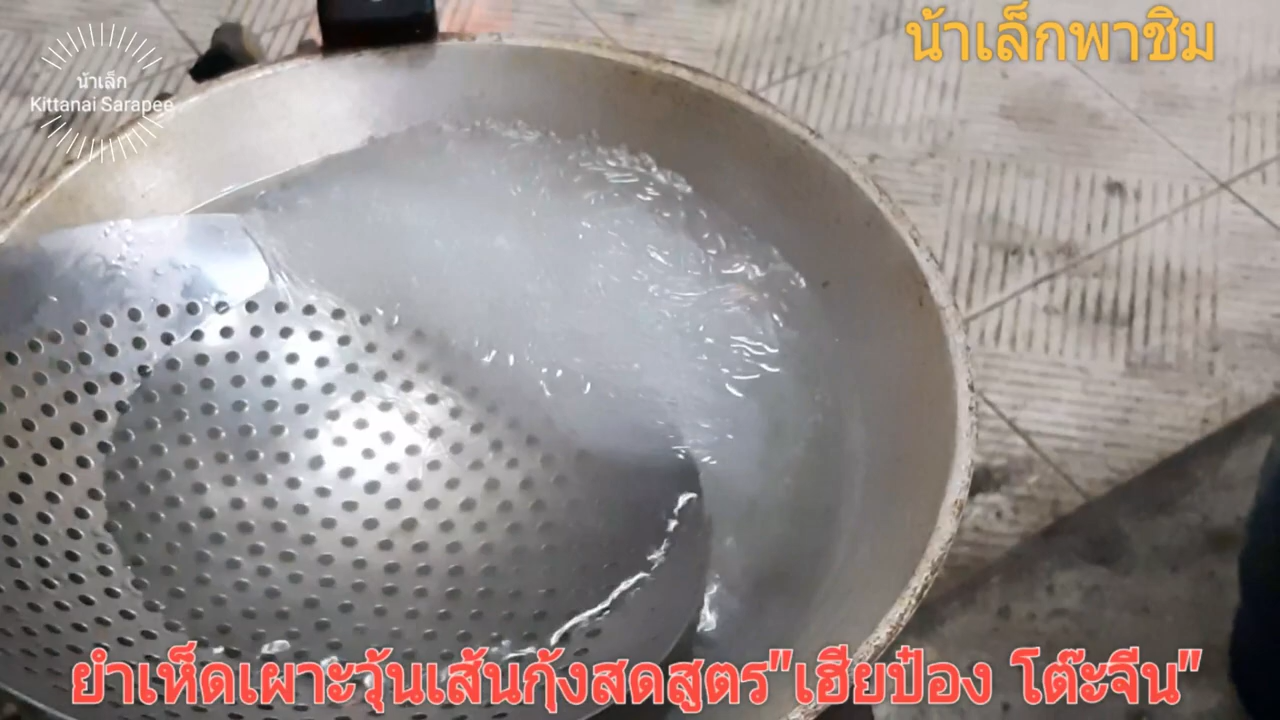 น้าเล็กพาชิม
น้าเล็ก
Kittanai Sarapee
ยำเห็ดเผาะวุ้นเส้นกุ้งสดสูตร"เฮียป๋อง โต๊ะจีน"